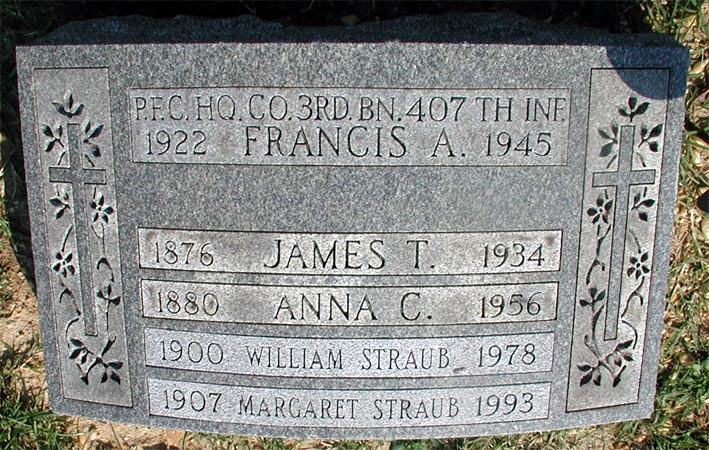 P.F.C. HQ. CO. 3RD. BN. 407 TH INF.
1922 FRANCIS A. 1945
1876 JAMES T. 1934
1880 ANNA C. 1956
1900 WILLIAM STRAUB 1978
1907 MARGARET STRAUB 1993